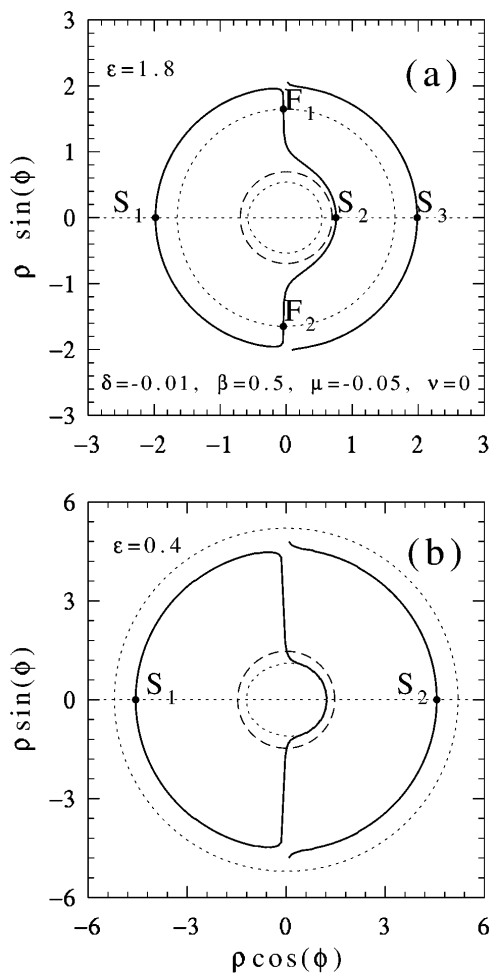 3
ε=1.8
(a)
2
F1
1
S1
S2
S3
0
-1
F2
-2
δ=-0.01, β=0.5, μ=-0.05, ν=0
-3
-3 -2 -1 0 1 2 3
ρ sin(ϕ)
6
ε=0.4
(b)
3
S1
S2
0
-3
-6
-6 -3 0 3 6
ρ sin(ϕ)
ρ cos(ϕ)